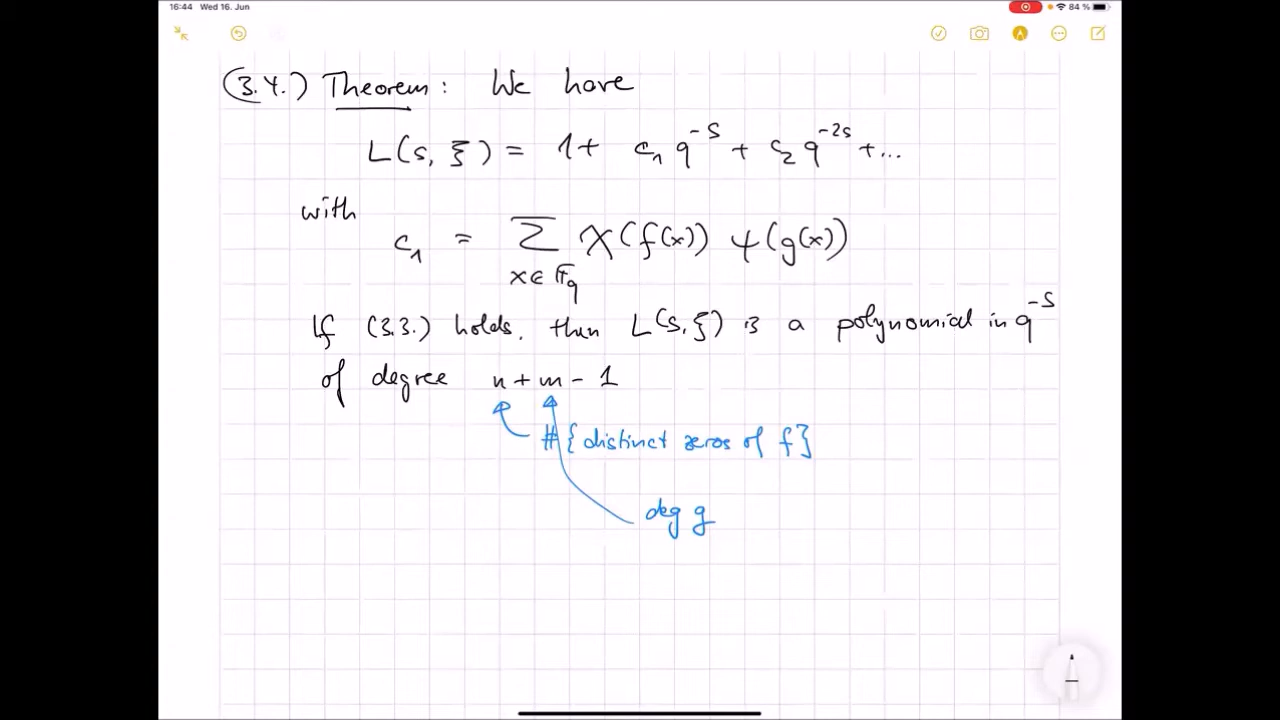 16:44 Wed 16. Jun 84 %
(3.4.) Theorem: We have
L(s, ξ) = 1 + c₁ q^{-s} + c₂ q^{-2s} + ...
with
c₁ = Σ_{x∈𝔽_q} χ(f(x)) ψ(g(x))
If (3.3.) holds, then L(s, ξ) is a polynomial in q^{-s}
of degree n + m - 1
#{distinct zeros of f}
deg g